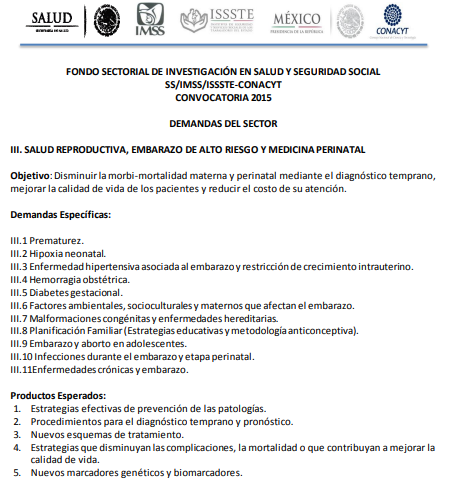 SALUD
SECRETARÍA DE SALUD
IMSS
ISSSTE
MÉXICO
PRESIDENCIA DE LA REPÚBLICA
CONACYT
FONDO SECTORIAL DE INVESTIGACIÓN EN SALUD Y SEGURIDAD SOCIAL
SS/IMSS/ISSSTE-CONACYT
CONVOCATORIA 2015
DEMANDAS DEL SECTOR
III. SALUD REPRODUCTIVA, EMBARAZO DE ALTO RIESGO Y MEDICINA PERINATAL
Objetivo: Disminuir la morbi-mortalidad materna y perinatal mediante el diagnóstico temprano,
mejorar la calidad de vida de los pacientes y reducir el costo de su atención.
Demandas Específicas:
III.1 Prematurez.
III.2 Hipoxia neonatal.
III.3 Enfermedad hipertensiva asociada al embarazo y restricción de crecimiento intrauterino.
III.4 Hemorragia obstétrica.
III.5 Diabetes gestacional.
III.6 Factores ambientales, socioculturales y maternos que afectan el embarazo.
III.7 Malformaciones congénitas y enfermedades hereditarias.
III.8 Planificación Familiar (Estrategias educativas y metodología anticonceptiva).
III.9 Embarazo y aborto en adolescentes.
III.10 Infecciones durante el embarazo y etapa perinatal.
III.11Enfermedades crónicas y embarazo.
Productos Esperados:
1. Estrategias efectivas de prevención de las patologías.
2. Procedimientos para el diagnóstico temprano y pronóstico.
3. Nuevos esquemas de tratamiento.
4. Estrategias que disminuyan las complicaciones, la mortalidad o que contribuyan a mejorar la
calidad de vida.
5. Nuevos marcadores genéticos y biomarcadores.